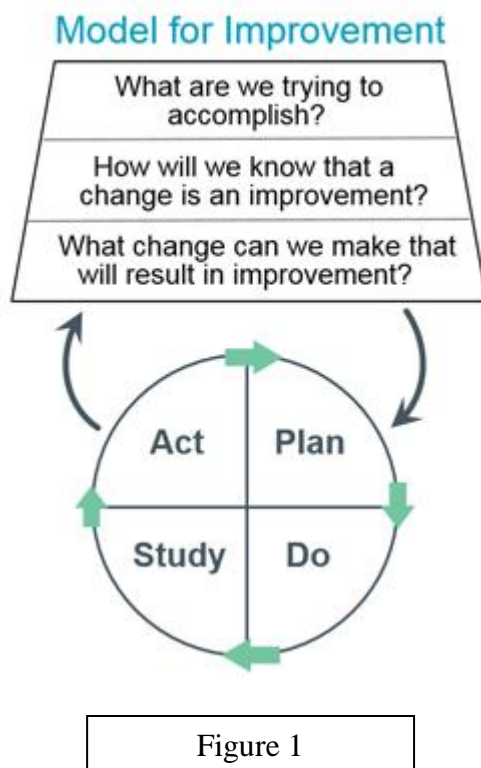 Model for Improvement
What are we trying to
accomplish?
How will we know that a
change is an improvement?
What change can we make that
will result in improvement?
Act
Plan
Study
Do
Figure 1